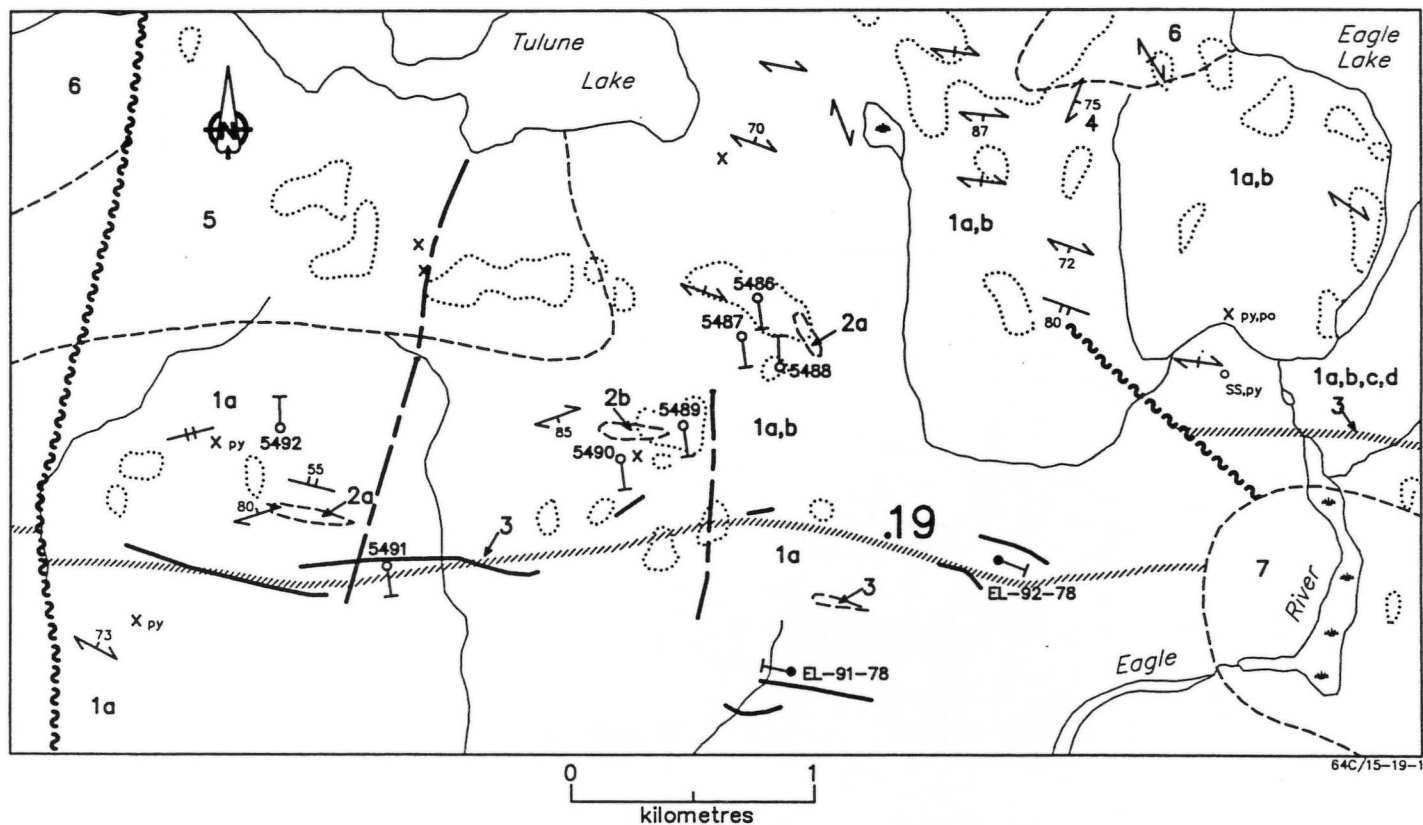 Tulune
Lake
Eagle
Lake
6
6
N
5
70
75
4
87
1a,b
1a,b
72
80
X
X
X
5486
5487
2a
5488
X py,po
SS,py
1a,b,c,d
3
1a
2b
5489
85
5490
X
1a,b
5492
X py
55
2a
80
3
5491
.19
1a
3
EL-92-78
7
River
Eagle
X py
73
1a
EL-91-78
64C/15-19-1
0 1
kilometres